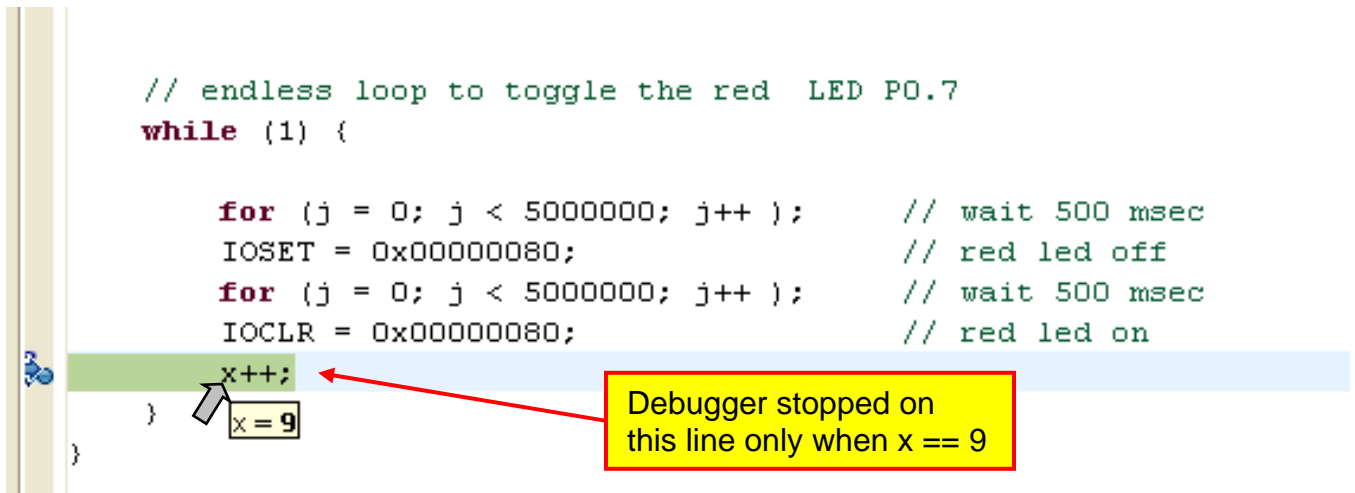 // endless loop to toggle the red  LED P0.7
while (1) {
for (j = 0; j < 5000000; j++ );      // wait 500 msec
IOSET = 0x00000080;                  // red led off
for (j = 0; j < 5000000; j++ );      // wait 500 msec
IOCLR = 0x00000080;                  // red led on
x++;
}
x = 9
Debugger stopped on
this line only when x == 9
}